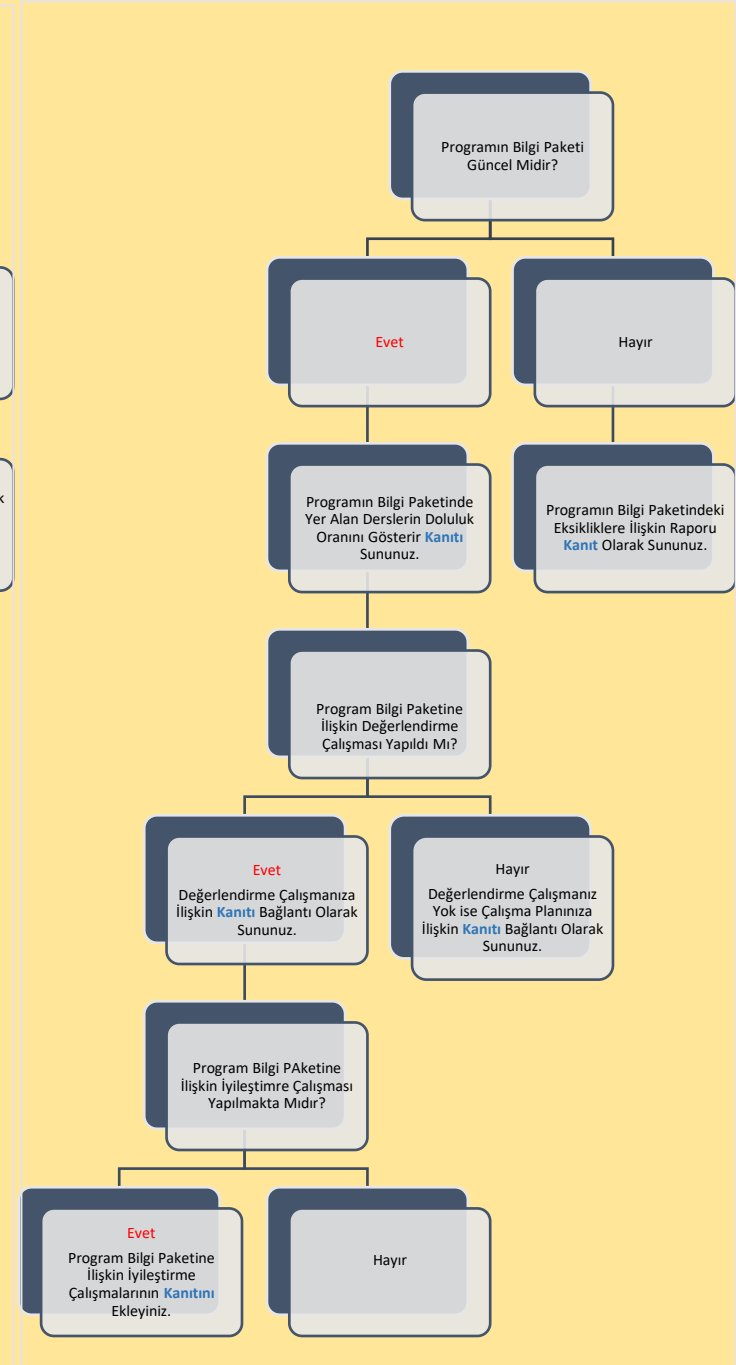 Programın Bilgi Paketi
Güncel Midir?
Evet
Hayır
Programın Bilgi Paketinde
Yer Alan Derslerin Doluluk
Oranını Gösterir Kanıtı
Sununuz.
Programın Bilgi Paketindeki
Eksikliklere İlişkin Raporu
Kanıt Olarak Sununuz.
Program Bilgi Paketine
İlişkin Değerlendirme
Çalışması Yapıldı Mı?
Evet
Değerlendirme Çalışmanıza
İlişkin Kanıtı Bağlantı Olarak
Sununuz.
Hayır
Değerlendirme Çalışmanız
Yok ise Çalışma Planınıza
İlişkin Kanıtı Bağlantı Olarak
Sununuz.
Program Bilgi PAketine
İlişkin İyileştimre Çalışması
Yapılmakta Mıdır?
Evet
Program Bilgi Paketine
İlişkin İyileştirme
Çalışmalarının Kanıtını
Ekleyiniz.
Hayır